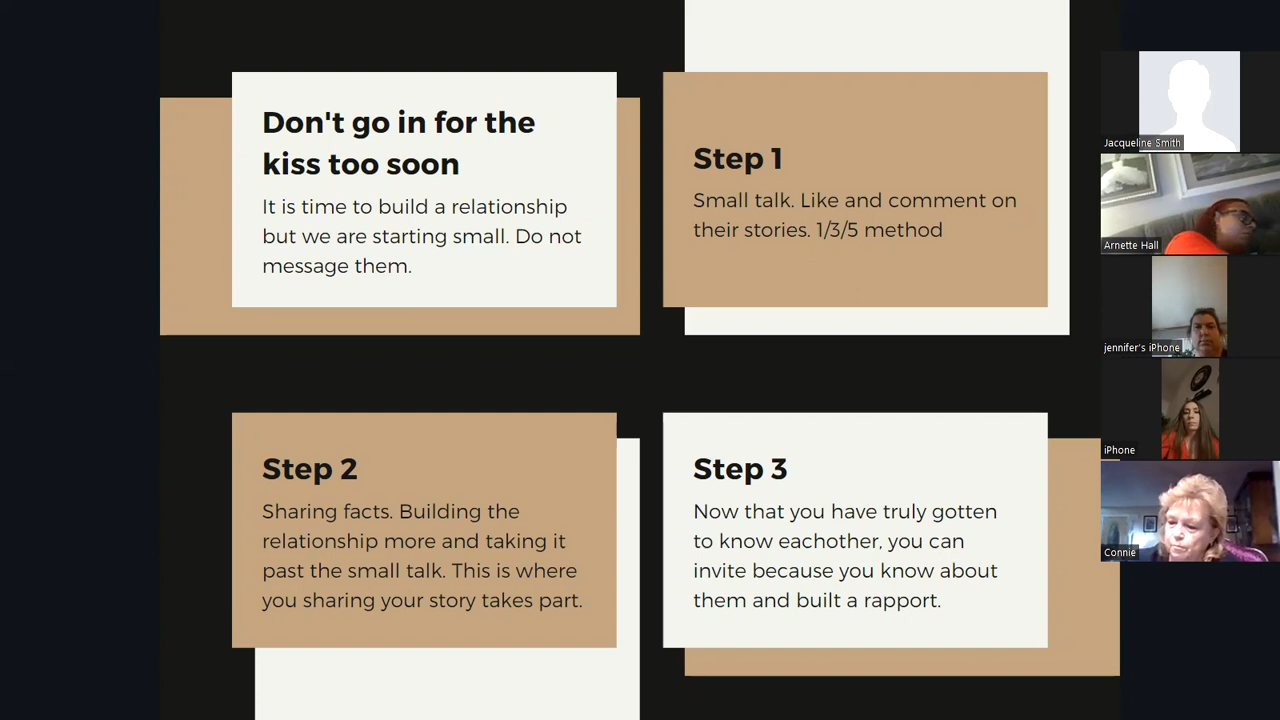 Don't go in for the
kiss too soon
It is time to build a relationship
but we are starting small. Do not
message them.
Step 1
Small talk. Like and comment on
their stories. 1/3/5 method
Step 2
Sharing facts. Building the
relationship more and taking it
past the small talk. This is where
you sharing your story takes part.
Step 3
Now that you have truly gotten
to know eachother, you can
invite because you know about
them and built a rapport.
Jacqueline Smith
Arnette Hall
jennifer's iPhone
iPhone
Connie